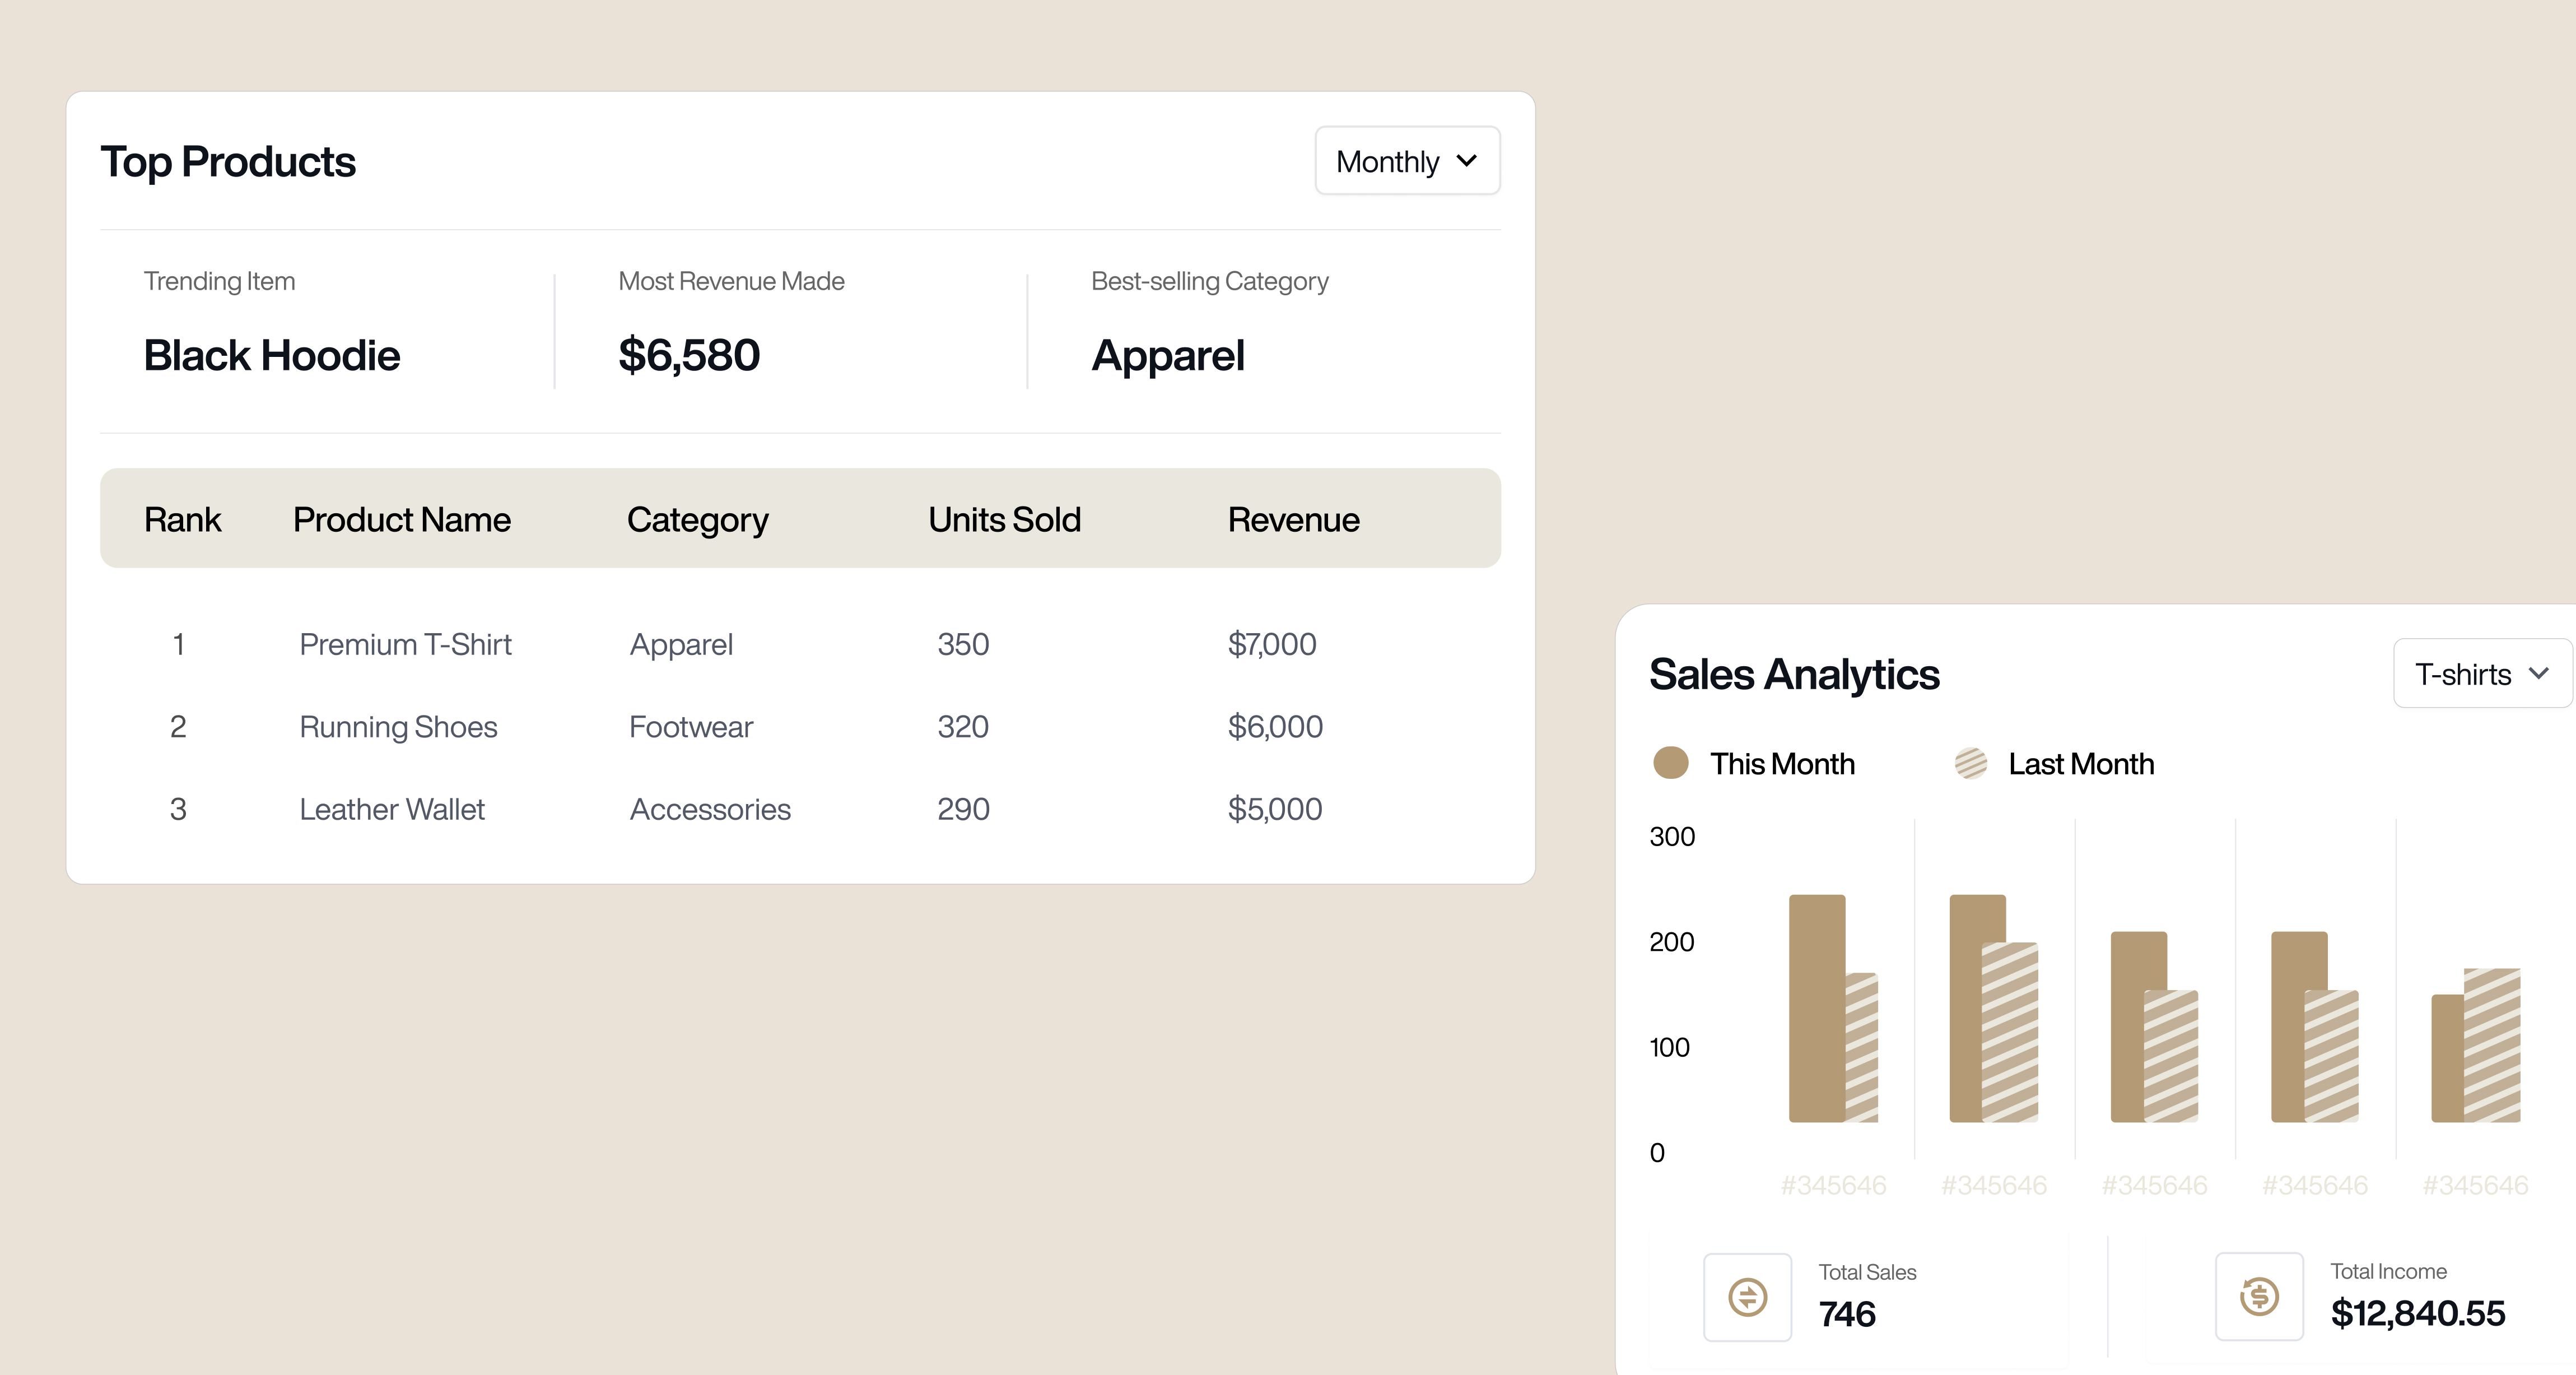 Top Products
Monthly
Trending Item Most Revenue Made Best-selling Category
Black Hoodie $6,580 Apparel
Rank Product Name Category Units Sold Revenue
1 Premium T-Shirt Apparel 350 $7,000
2 Running Shoes Footwear 320 $6,000
3 Leather Wallet Accessories 290 $5,000
Sales Analytics
T-shirts
This Month Last Month
300
200
100
0
#345646 #345646 #345646 #345646 #345646
Total Sales
746
Total Income
$12,840.55